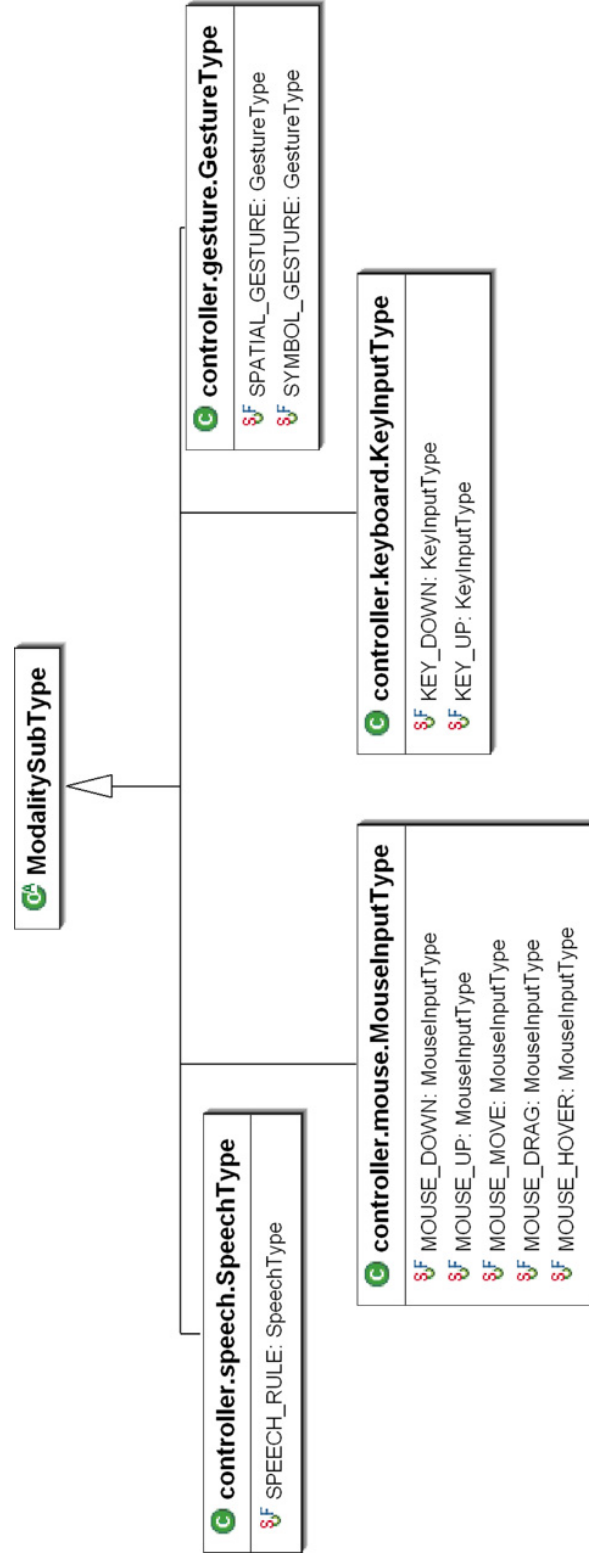 ModalitySubType
controller.speech.SpeechType
SPEECH_RULE: SpeechType
controller.mouse.MouseInputType
MOUSE_DOWN: MouseInputType
MOUSE_UP: MouseInputType
MOUSE_MOVE: MouseInputType
MOUSE_DRAG: MouseInputType
MOUSE_HOVER: MouseInputType
controller.keyboard.KeyInputType
KEY_DOWN: KeyInputType
KEY_UP: KeyInputType
controller.gesture.GestureType
SPATIAL_GESTURE: GestureType
SYMBOL_GESTURE: GestureType